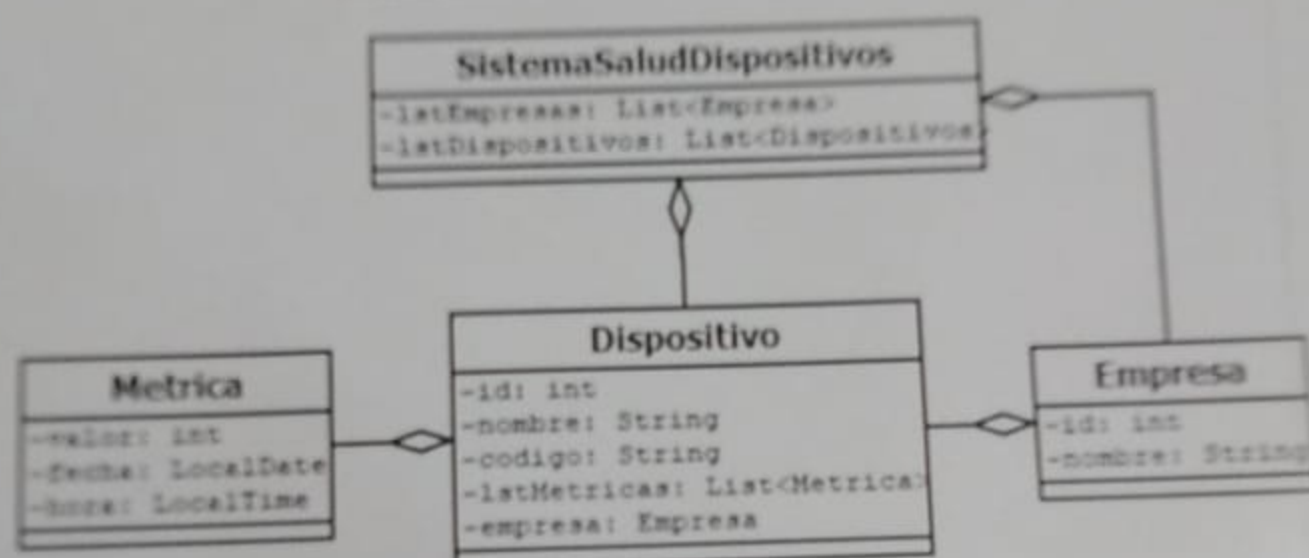 SistemaSaludDispositivos
-lstEmpresas: List<Empresa>
-lstDispositivos: List<Dispositivos>
Dispositivo
-id: int
-nombre: String
-codigo: String
-lstMetricas: List<Metrica>
-empresa: Empresa
Metrica
-valor: int
-fecha: LocalDate
-hora: LocalTime
Empresa
-id: int
-nombre: String